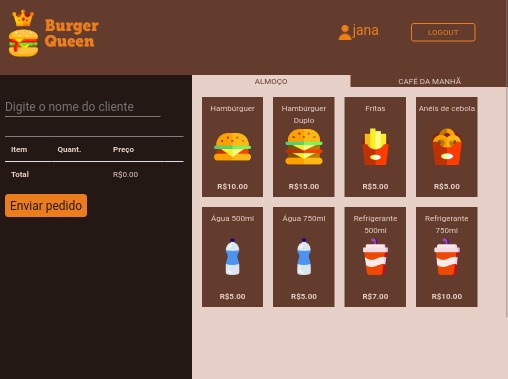 Burger
Queen
jana
LOGOUT
ALMOÇO
CAFÉ DA MANHÃ
Digite o nome do cliente
Item Quant. Preço
Total R$0.00
Enviar pedido
Hambúrguer
R$10.00
Hambúrguer
Duplo
R$15.00
Fritas
R$5.00
Anéis de cebola
R$5.00
Água 500ml
R$5.00
Água 750ml
R$5.00
Refrigerante
500ml
R$7.00
Refrigerante
750ml
R$10.00